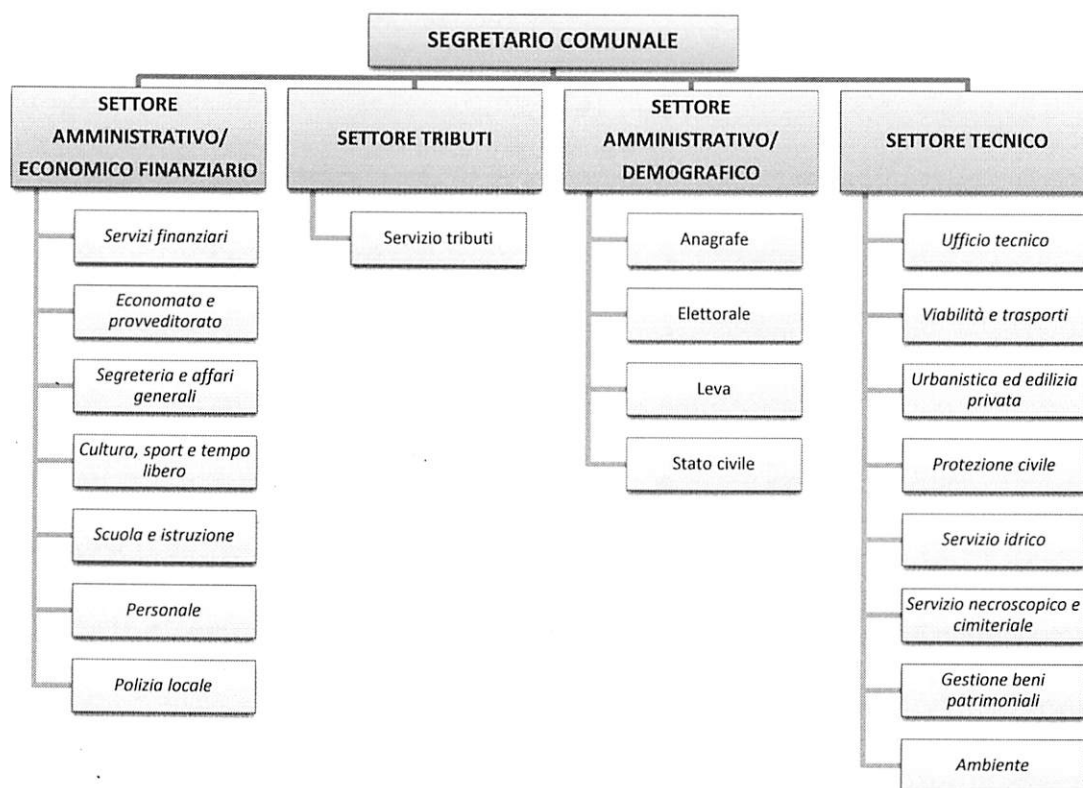 SEGRETARIO COMUNALE
SETTORE
AMMINISTRATIVO/
ECONOMICO FINANZIARIO
Servizi finanziari
Economato e
provveditorato
Segreteria e affari
generali
Cultura, sport e tempo
libero
Scuola e istruzione
Personale
Polizia locale
SETTORE TRIBUTI
Servizio tributi
SETTORE
AMMINISTRATIVO/
DEMOGRAFICO
Anagrafe
Elettorale
Leva
Stato civile
SETTORE TECNICO
Ufficio tecnico
Viabilità e trasporti
Urbanistica ed edilizia
privata
Protezione civile
Servizio idrico
Servizio necroscopico e
cimiteriale
Gestione beni
patrimoniali
Ambiente